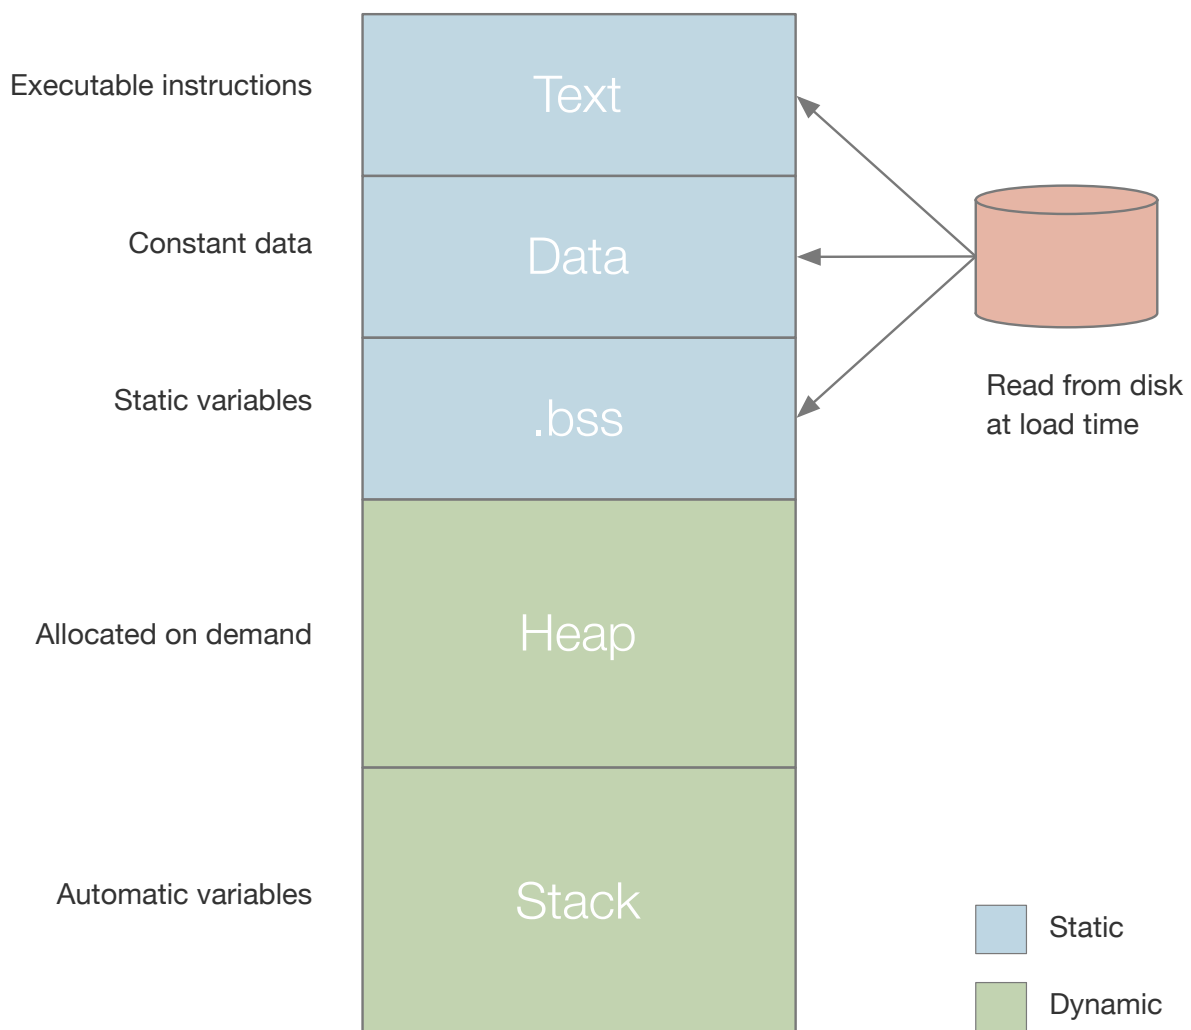 Executable instructions
Text
Constant data
Data
Static variables
.bss
Read from disk
at load time
Allocated on demand
Heap
Automatic variables
Stack
Static
Dynamic